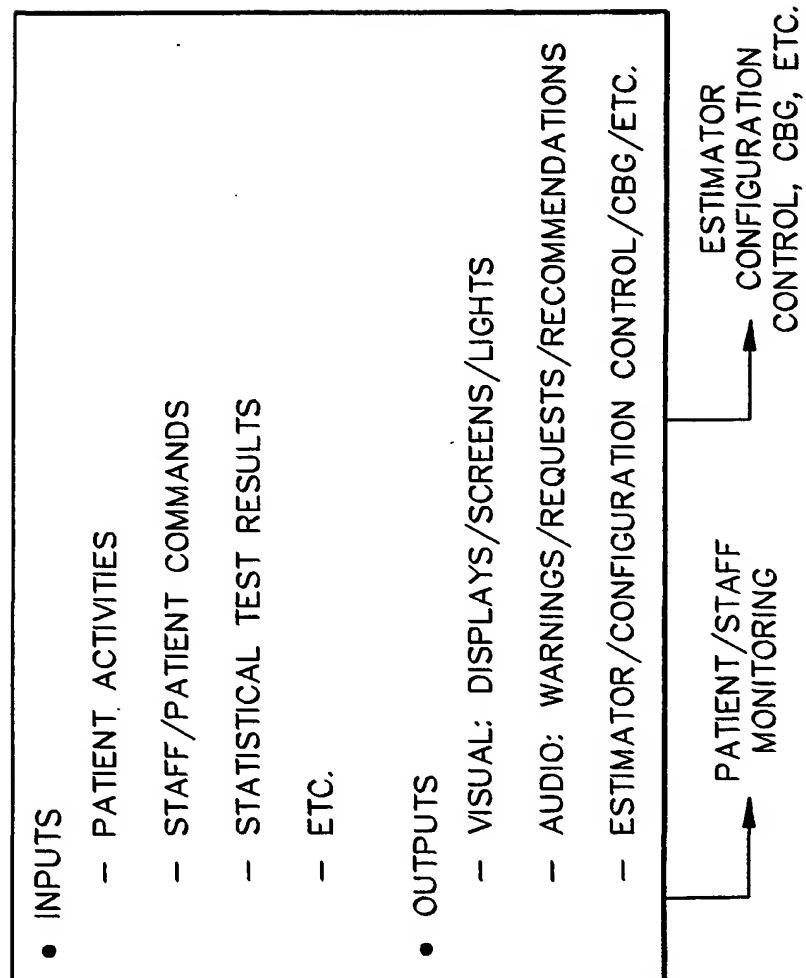 • INPUTS
– PATIENT ACTIVITIES
– STAFF/PATIENT COMMANDS
– STATISTICAL TEST RESULTS
– ETC.
• OUTPUTS
– VISUAL: DISPLAYS/SCREENS/LIGHTS
– AUDIO: WARNINGS/REQUESTS/RECOMMENDATIONS
– ESTIMATOR/CONFIGURATION CONTROL/CBG/ETC.
PATIENT/STAFF
MONITORING
ESTIMATOR
CONFIGURATION
CONTROL, CBG, ETC.